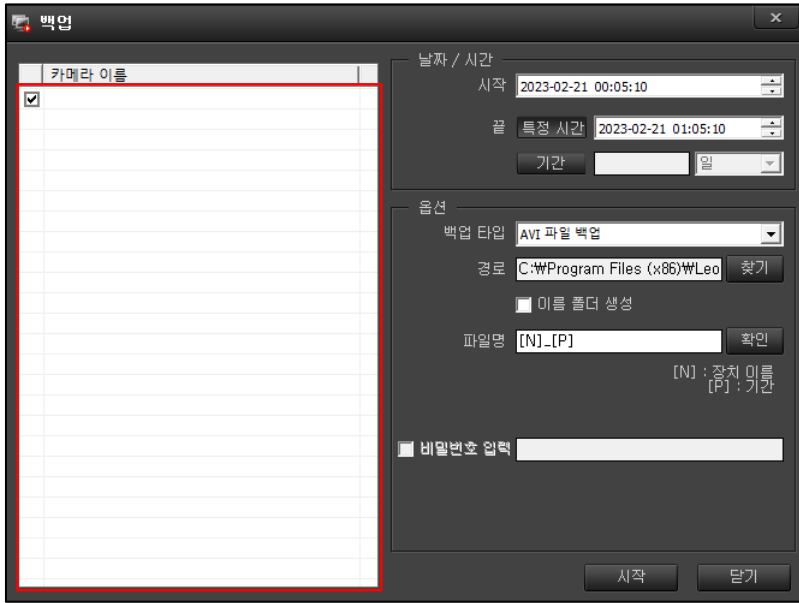 백업
카메라 이름
날짜 / 시간
시작 2023-02-21 00:05:10
끝 특정 시간 2023-02-21 01:05:10
기간 일
옵션
백업 타입 AVI 파일 백업
경로 C:₩Program Files (x86)₩Leo 찾기
이름 폴더 생성
파일명 [N]_[P] 확인
[N] : 장치 이름
[P] : 기간
비밀번호 입력
시작 닫기